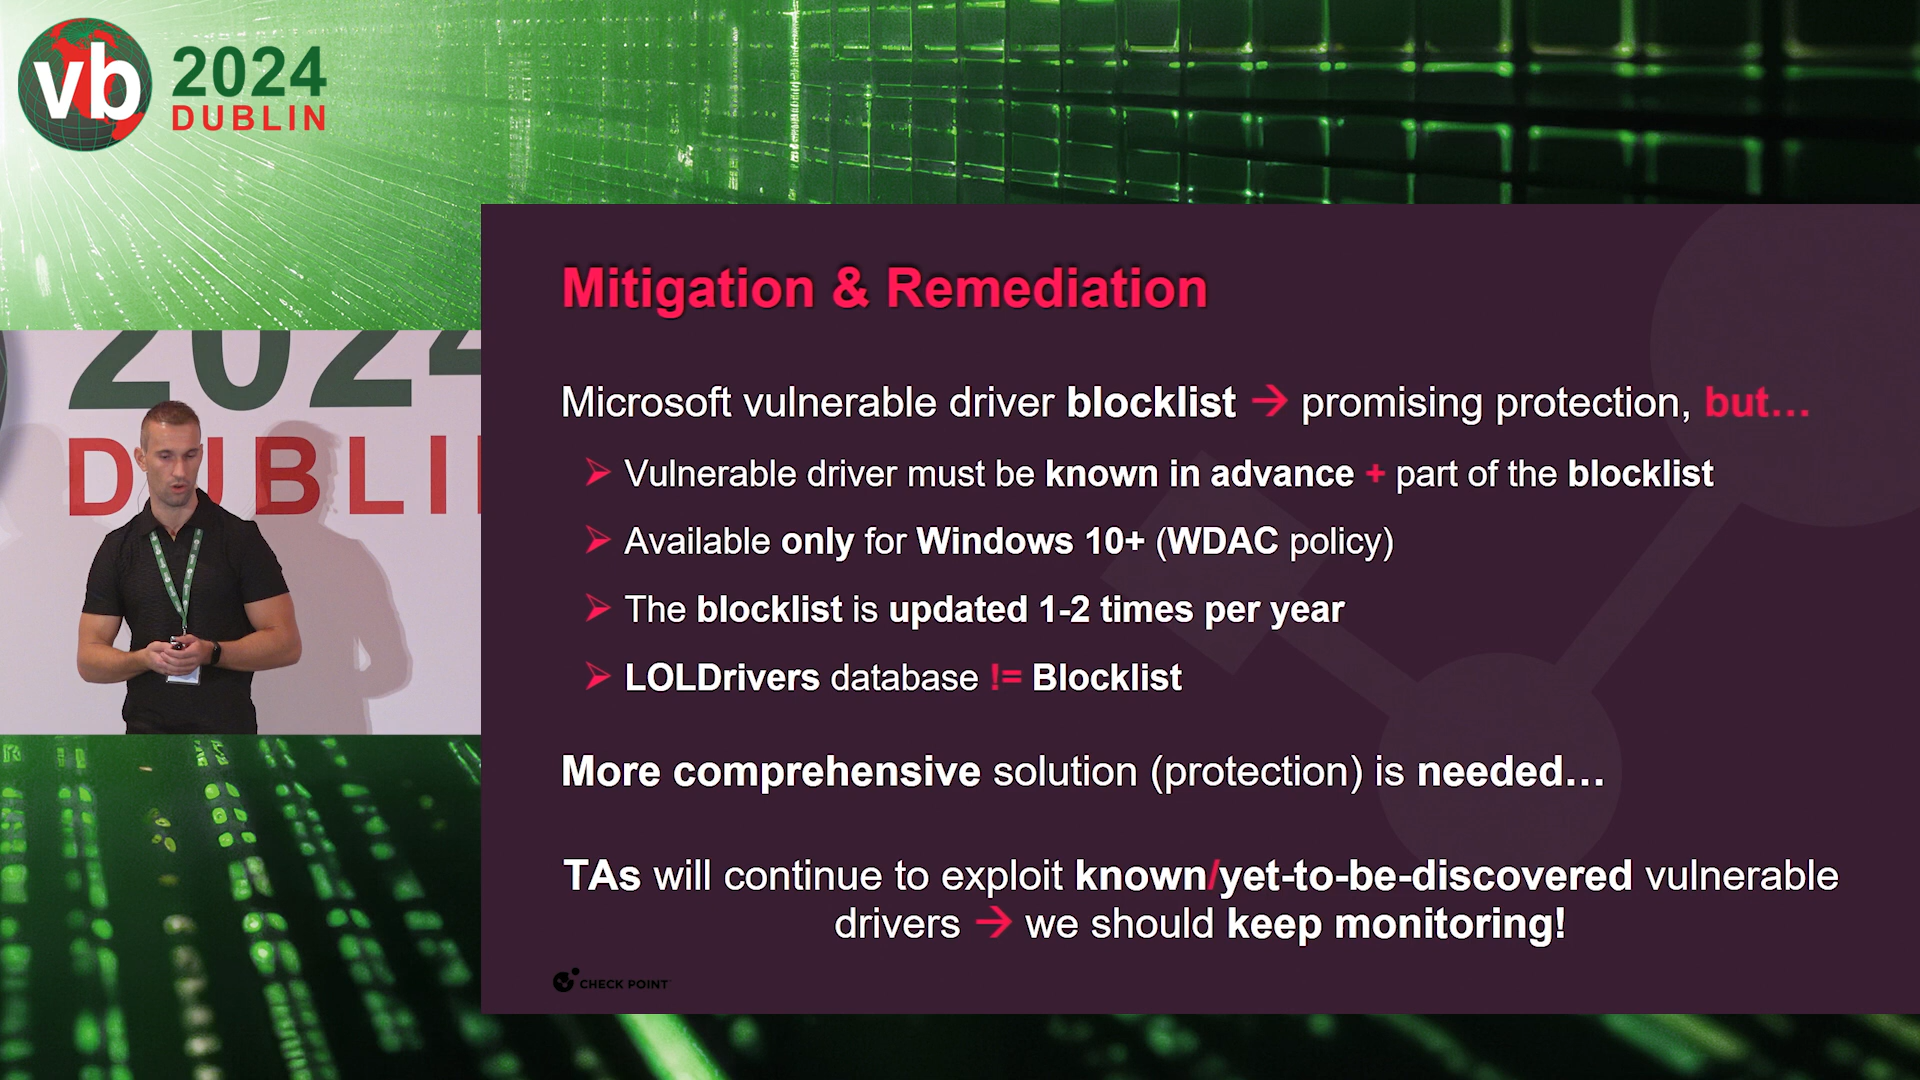 vb 2024
DUBLIN
Mitigation & Remediation
Microsoft vulnerable driver blocklist → promising protection, but...
➢ Vulnerable driver must be known in advance + part of the blocklist
➢ Available only for Windows 10+ (WDAC policy)
➢ The blocklist is updated 1-2 times per year
➢ LOLDrivers database != Blocklist
More comprehensive solution (protection) is needed...
TAs will continue to exploit known/yet-to-be-discovered vulnerable
drivers → we should keep monitoring!
CHECK POINT
2024
DUBLI